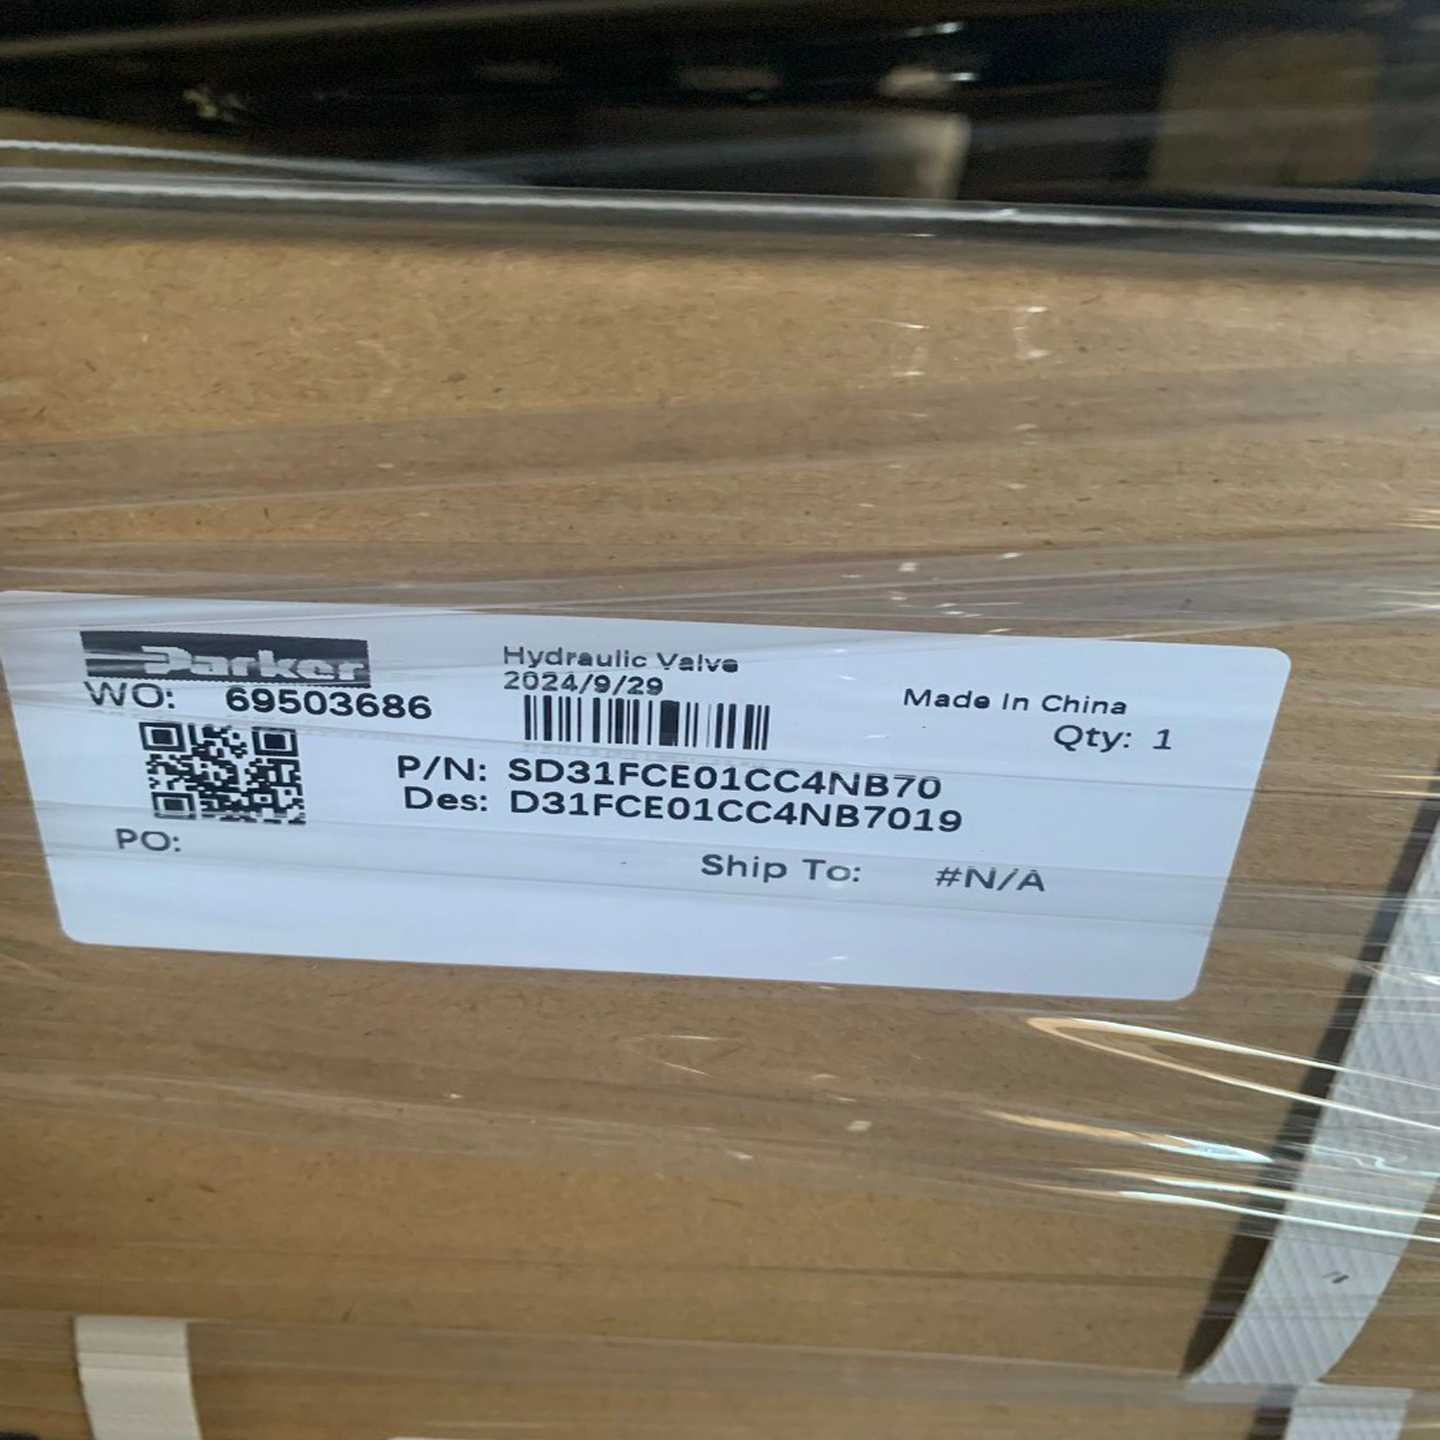 Parker
Hydraulic Valve
2024/9/29
WO: 69503686
Made In China
Qty: 1
P/N: SD31FCE01CC4NB70
Des: D31FCE01CC4NB7019
PO:
Ship To: #N/A